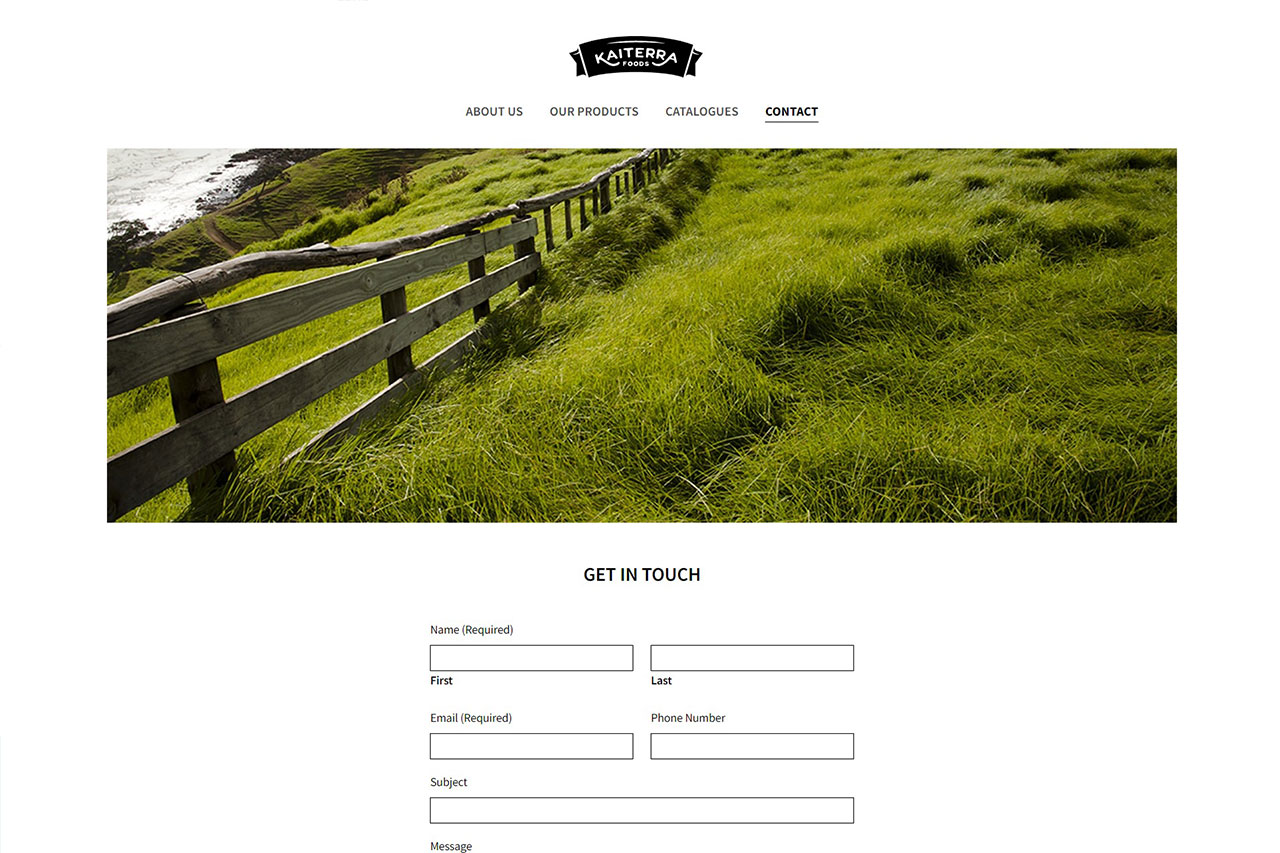 KAITERRA
FOODS
ABOUT US OUR PRODUCTS CATALOGUES CONTACT
GET IN TOUCH
Name (Required)
First Last
Email (Required) Phone Number
Subject
Message